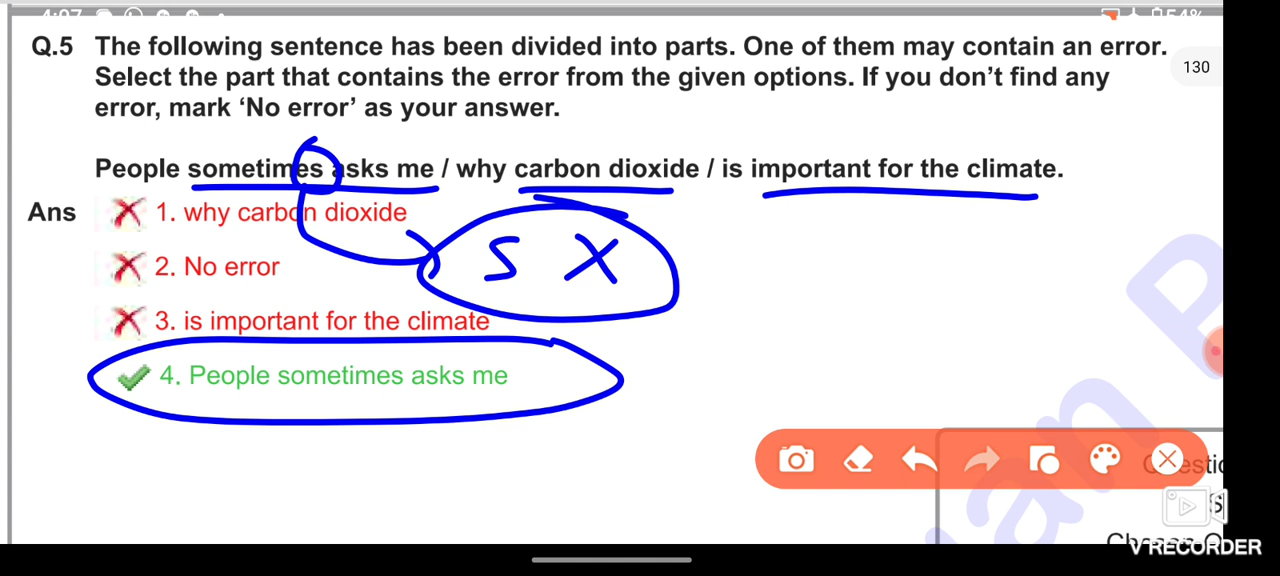 4:07
54%
Q.5 The following sentence has been divided into parts. One of them may contain an error.
Select the part that contains the error from the given options. If you don't find any
error, mark 'No error' as your answer.
130
People sometimes asks me / why carbon dioxide / is important for the climate.
Ans 1. why carbon dioxide
2. No error
S X
3. is important for the climate
4. People sometimes asks me
V RECORDER